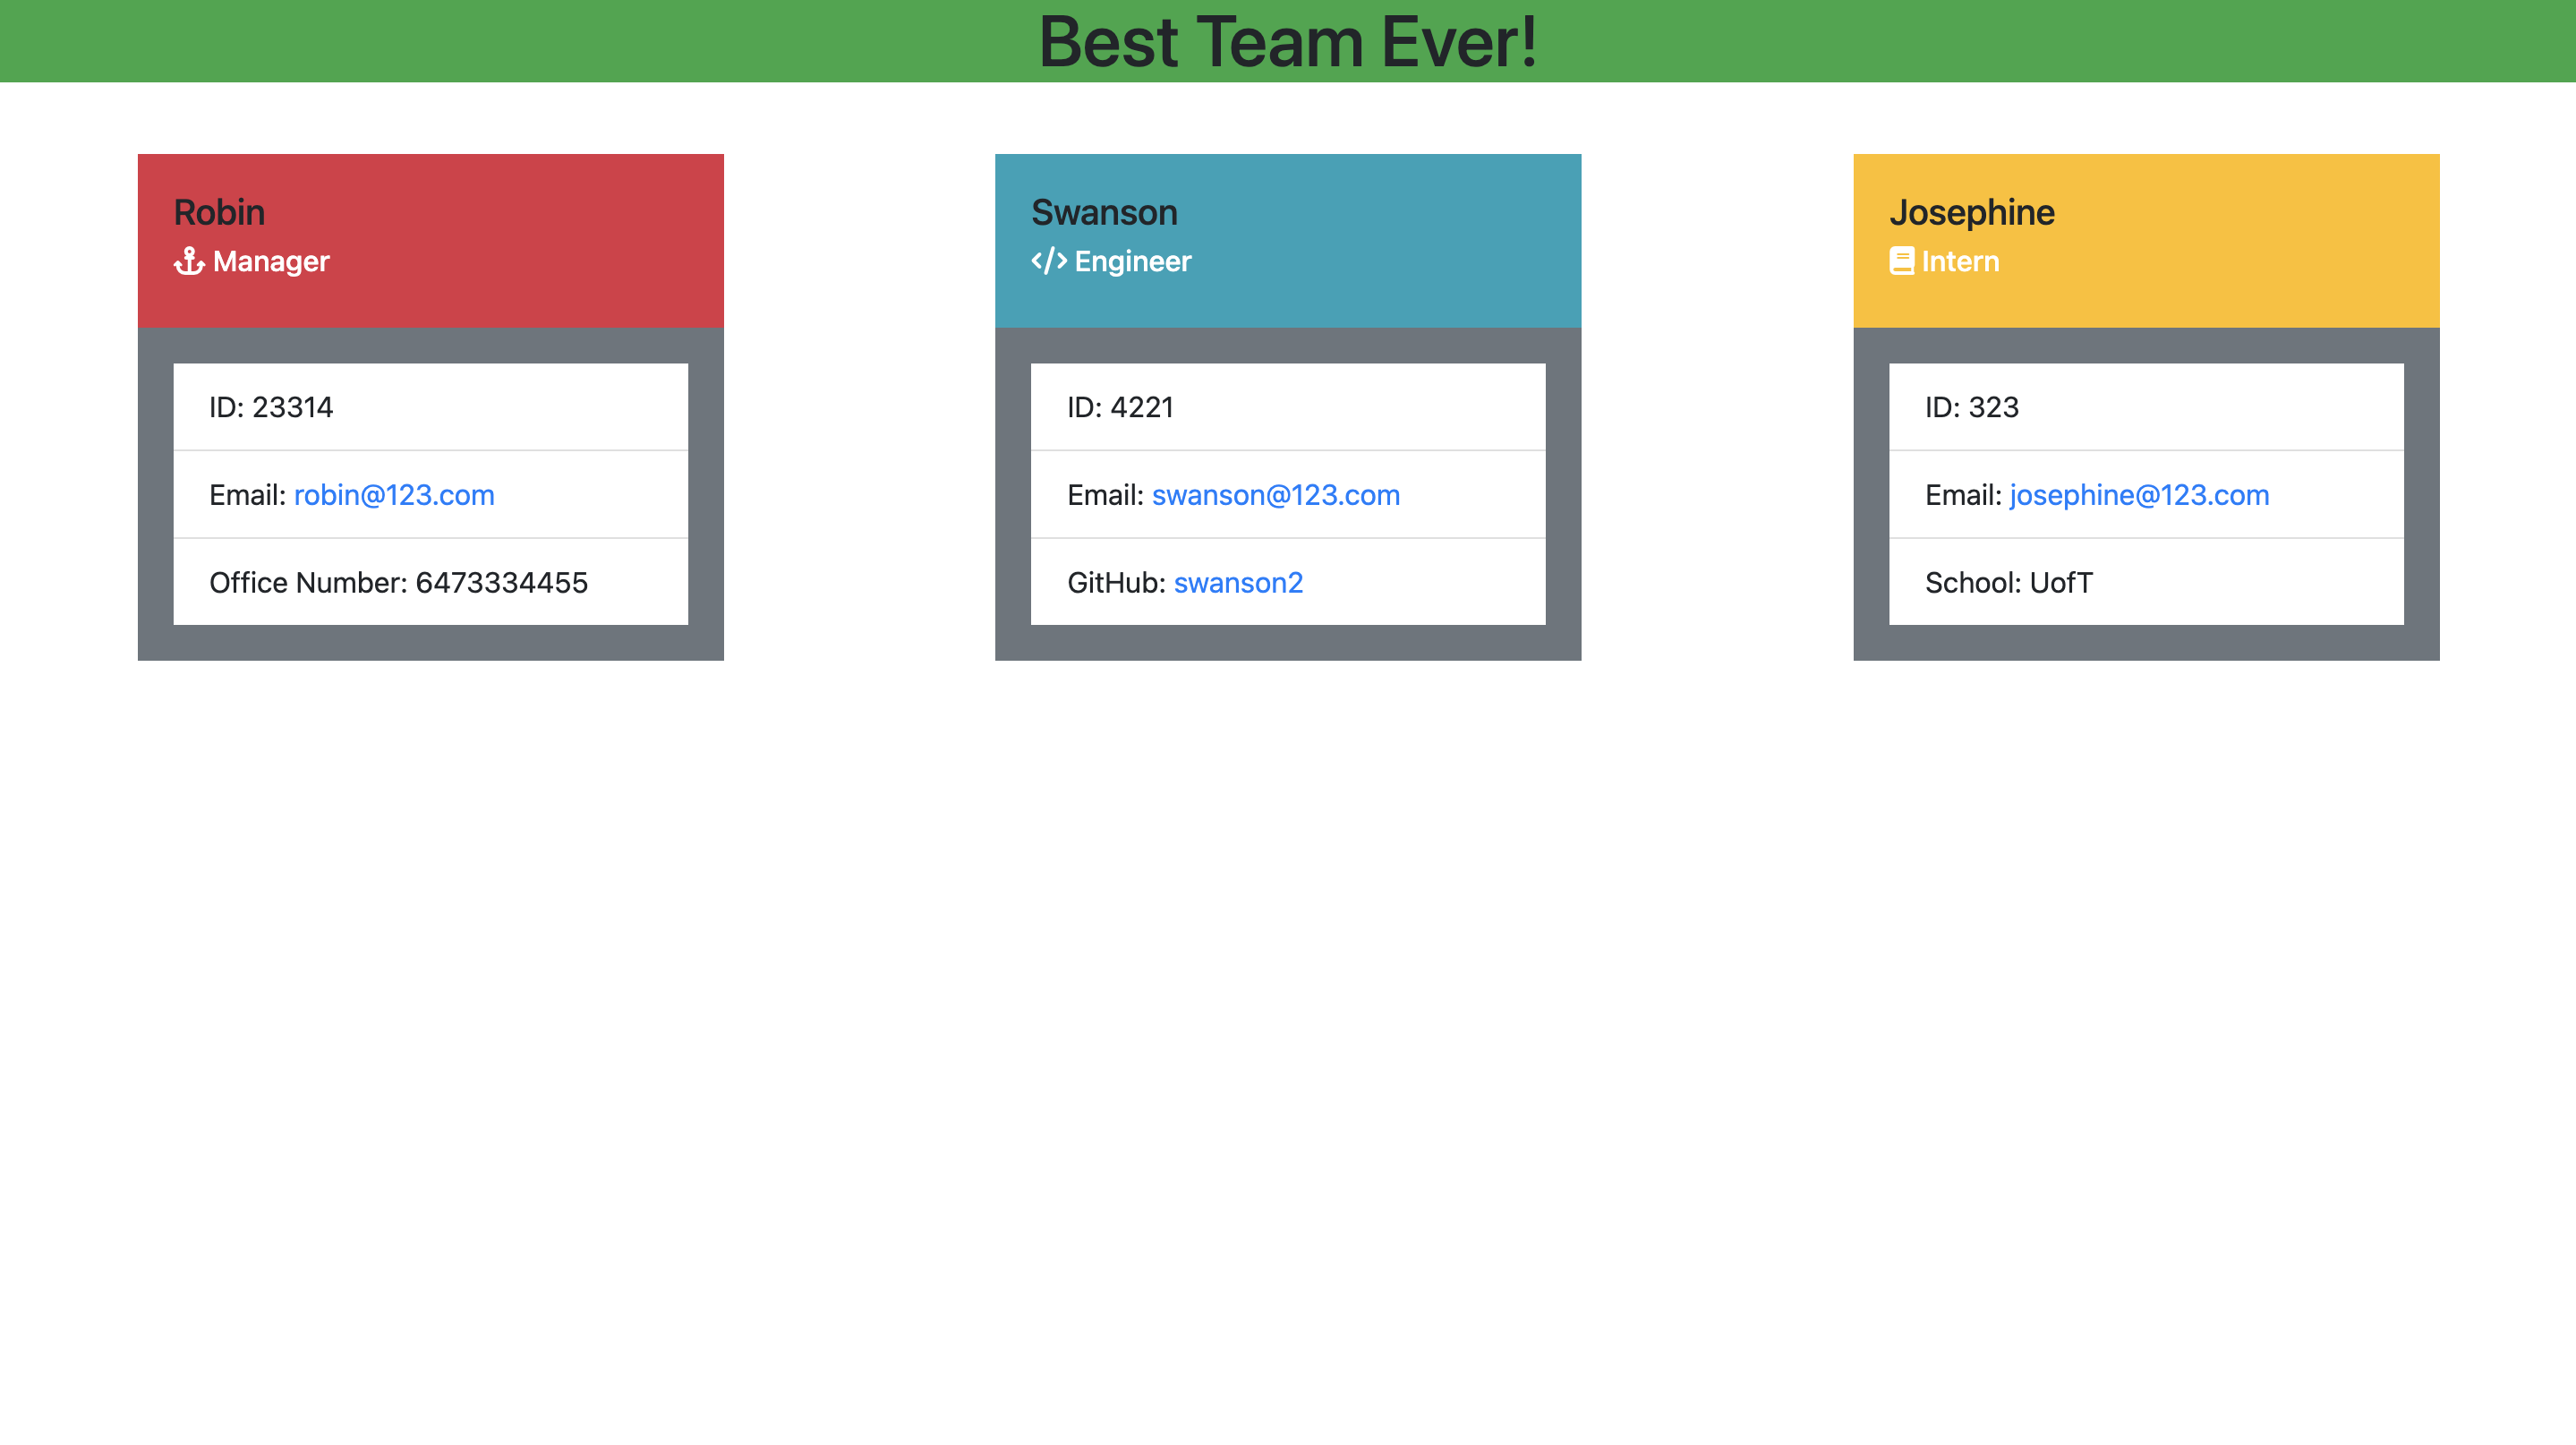 Best Team Ever!
Robin
Manager
ID: 23314
Email: robin@123.com
Office Number: 6473334455
Swanson
Engineer
ID: 4221
Email: swanson@123.com
GitHub: swanson2
Josephine
Intern
ID: 323
Email: josephine@123.com
School: UofT